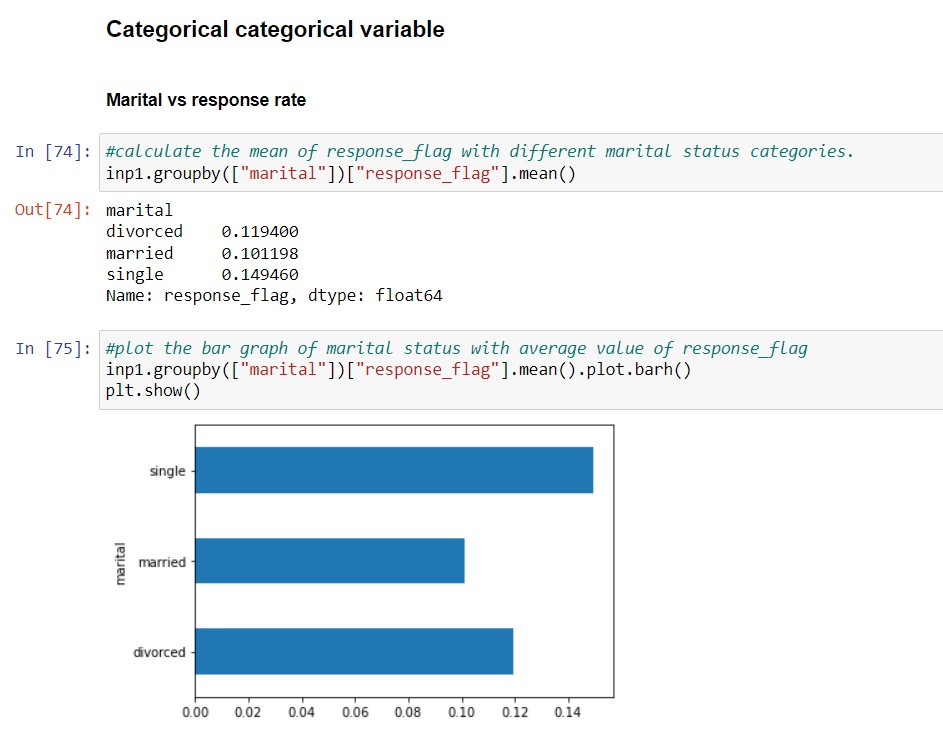 Categorical categorical variable
Marital vs response rate
In [74]: #calculate the mean of response_flag with different marital status categories.
inp1.groupby(["marital"])["response_flag"].mean()
Out[74]: marital
divorced    0.119400
married     0.101198
single      0.149460
Name: response_flag, dtype: float64
In [75]: #plot the bar graph of marital status with average value of response_flag
inp1.groupby(["marital"])["response_flag"].mean().plot.barh()
plt.show()
single
married
divorced
marital
0.00 0.02 0.04 0.06 0.08 0.10 0.12 0.14